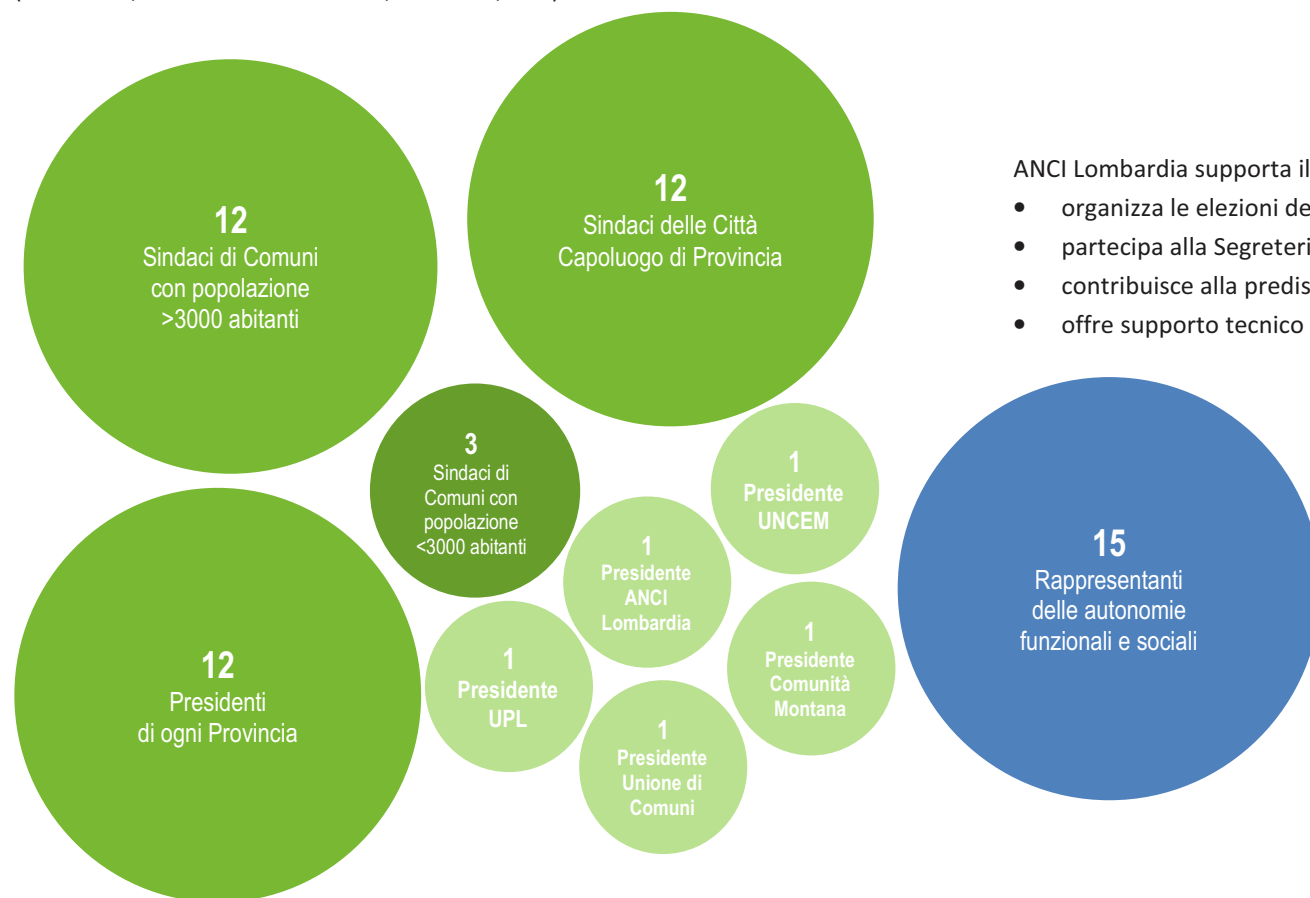 12
Sindaci di Comuni
con popolazione
>3000 abitanti
12
Sindaci delle Città
Capoluogo di Provincia
ANCI Lombardia supporta il
• organizza le elezioni de
• partecipa alla Segreteri
• contribuisce alla predis
• offre supporto tecnico
3
Sindaci di
Comuni con
popolazione
<3000 abitanti
1
Presidente
UNCEM
1
Presidente
ANCI
Lombardia
15
Rappresentanti
delle autonomie
funzionali e sociali
12
Presidenti
di ogni Provincia
1
Presidente
UPL
1
Presidente
Comunità
Montana
1
Presidente
Unione di
Comuni